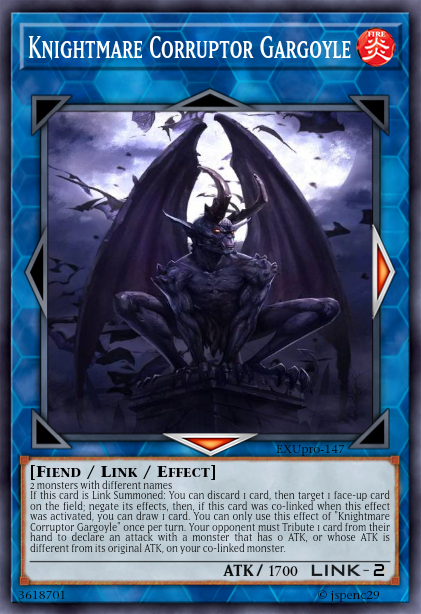 Knightmare Corruptor Gargoyle
FIRE
炎
EXUpro-147
[Fiend / Link / Effect]
2 monsters with different names
If this card is Link Summoned: You can discard 1 card, then target 1 face-up card
on the field; negate its effects, then, if this card was co-linked when this effect
was activated, you can draw 1 card. You can only use this effect of "Knightmare
Corruptor Gargoyle" once per turn. Your opponent must Tribute 1 card from their
hand to declare an attack with a monster that has 0 ATK, or whose ATK is
different from its original ATK, on your co-linked monster.
ATK / 1700 LINK-2
3618701 © jspenc29